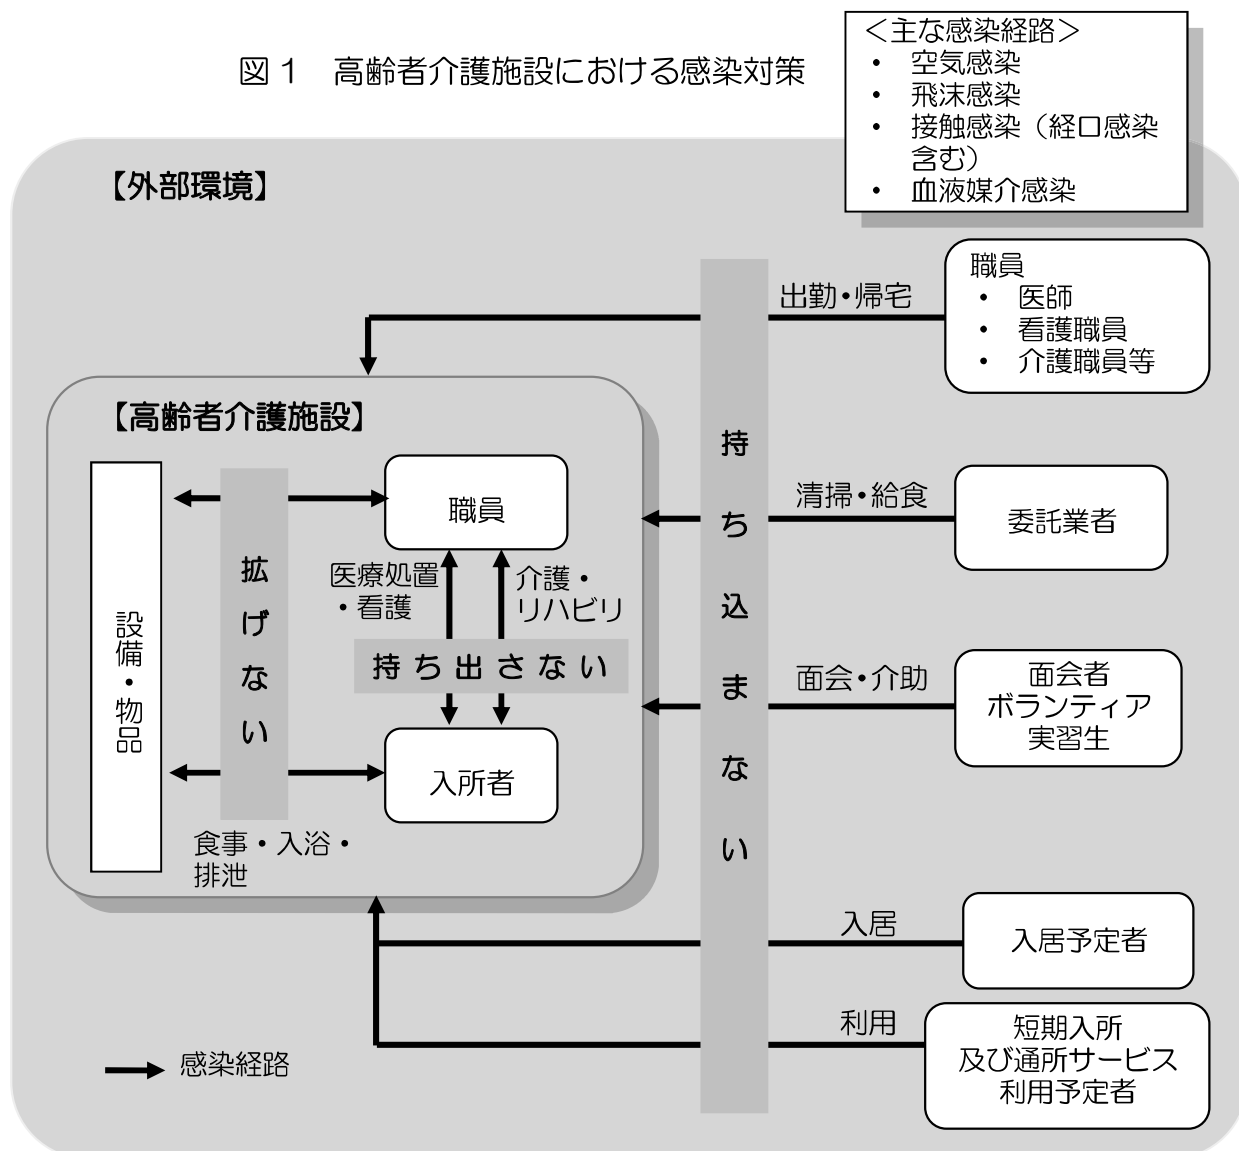 図1　高齢者介護施設における感染対策
＜主な感染経路＞
・　空気感染
・　飛沫感染
・　接触感染（経口感染
含む）
・　血液媒介感染
【外部環境】
職員
・　医師
・　看護職員
・　介護職員等
出勤・帰宅
【高齢者介護施設】
設備・物品
拡げない
職員
医療処置
・看護
介護・
リハビリ
持ち出さない
入所者
食事・入浴・
排泄
持ち込まない
清掃・給食
委託業者
面会・介助
面会者
ボランティア
実習生
入居
入居予定者
利用
短期入所
及び通所サービス
利用予定者
感染経路